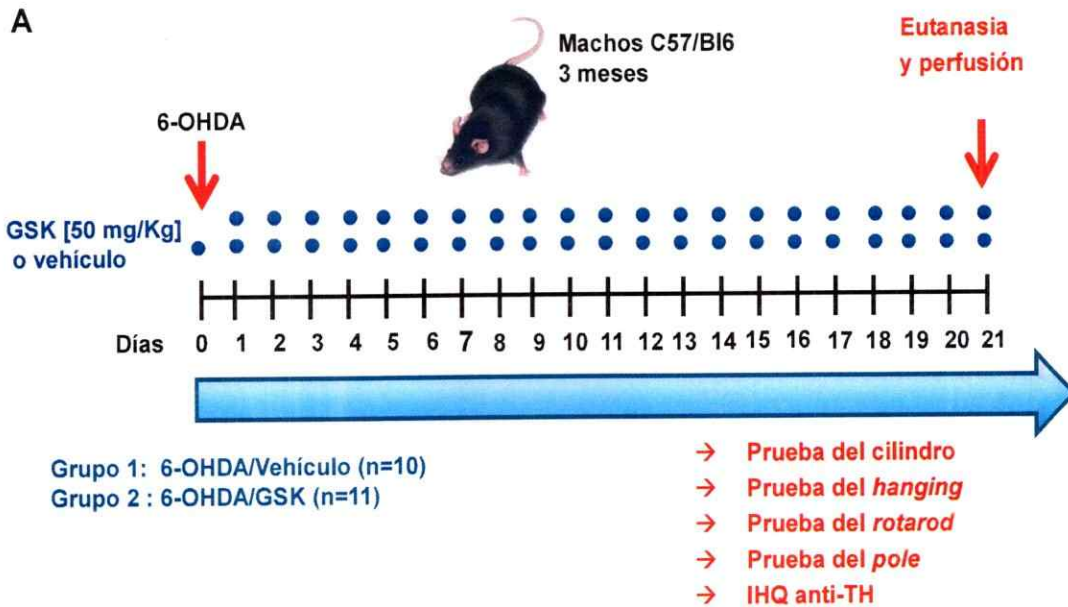 A
Machos C57/Bl6
3 meses
Eutanasia
y perfusión
6-OHDA
GSK [50 mg/Kg]
o vehículo
Días 0 1 2 3 4 5 6 7 8 9 10 11 12 13 14 15 16 17 18 19 20 21
Grupo 1: 6-OHDA/Vehículo (n=10)
Grupo 2 : 6-OHDA/GSK (n=11)
→ Prueba del cilindro
→ Prueba del hanging
→ Prueba del rotarod
→ Prueba del pole
→ IHQ anti-TH